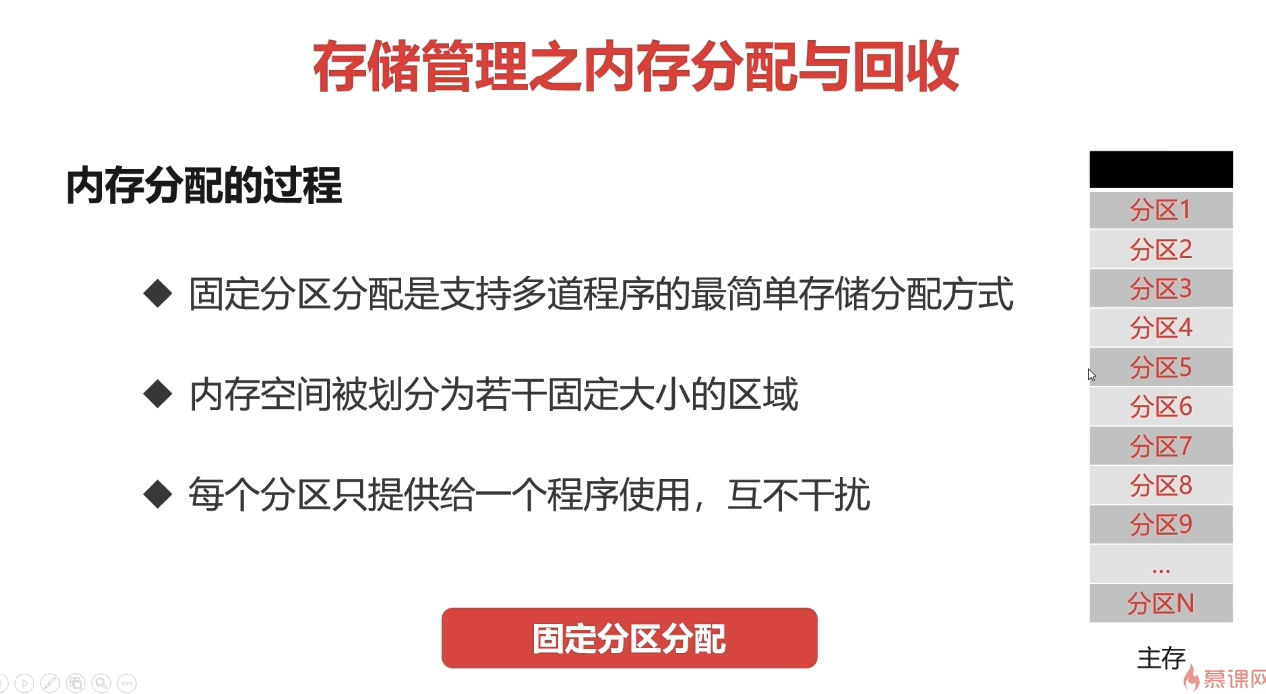 存储管理之内存分配与回收
内存分配的过程
◆ 固定分区分配是支持多道程序的最简单存储分配方式
◆ 内存空间被划分为若干固定大小的区域
◆ 每个分区只提供给一个程序使用，互不干扰
固定分区分配
分区1
分区2
分区3
分区4
分区5
分区6
分区7
分区8
分区9
...
分区N
主存
慕课网